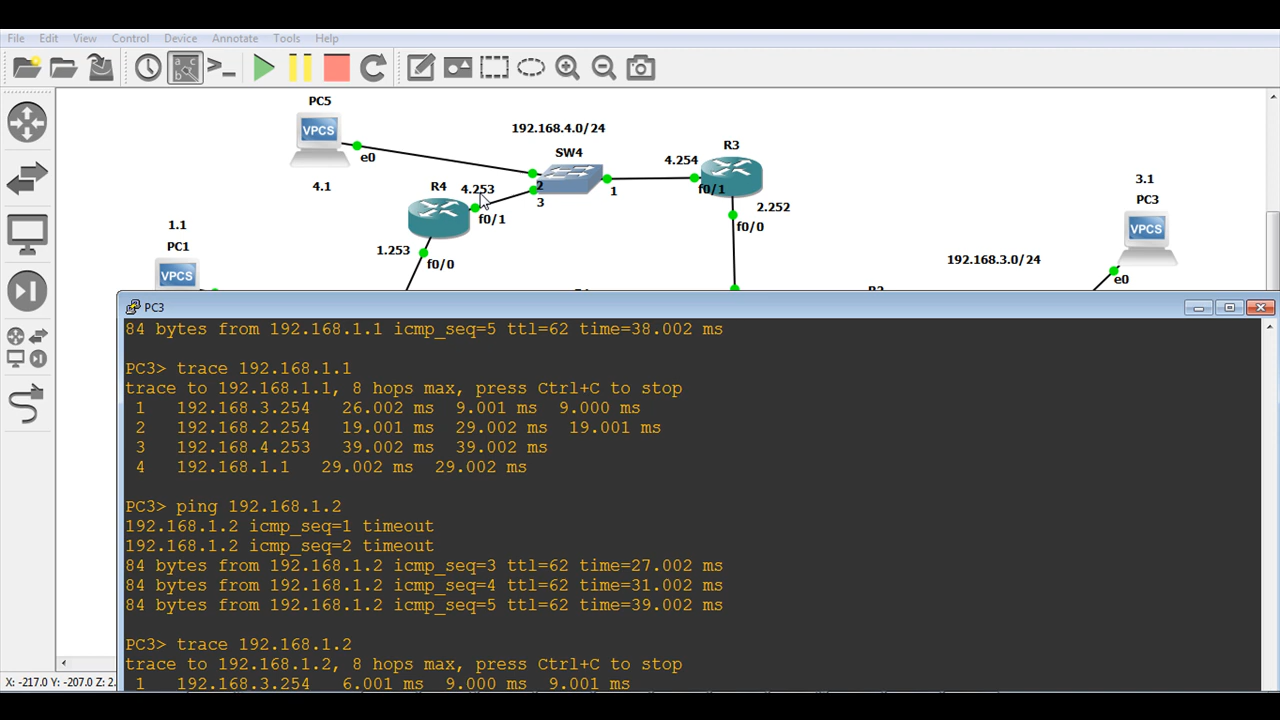 File Edit View Control Device Annotate Tools Help
PC5
VPCS
e0
4.1
192.168.4.0/24
SW4
2
3
1
R3
4.254
f0/1
2.252
f0/0
R4
4.253
f0/1
1.253
f0/0
1.1
PC1
VPCS
3.1
PC3
VPCS
192.168.3.0/24
e0
PC3
84 bytes from 192.168.1.1 icmp_seq=5 ttl=62 time=38.002 ms
PC3> trace 192.168.1.1
trace to 192.168.1.1, 8 hops max, press Ctrl+C to stop
1 192.168.3.254 26.002 ms 9.001 ms 9.000 ms
2 192.168.2.254 19.001 ms 29.002 ms 19.001 ms
3 192.168.4.253 39.002 ms 39.002 ms
4 192.168.1.1 29.002 ms 29.002 ms
PC3> ping 192.168.1.2
192.168.1.2 icmp_seq=1 timeout
192.168.1.2 icmp_seq=2 timeout
84 bytes from 192.168.1.2 icmp_seq=3 ttl=62 time=27.002 ms
84 bytes from 192.168.1.2 icmp_seq=4 ttl=62 time=31.002 ms
84 bytes from 192.168.1.2 icmp_seq=5 ttl=62 time=39.002 ms
PC3> trace 192.168.1.2
trace to 192.168.1.2, 8 hops max, press Ctrl+C to stop
1 192.168.3.254 6.001 ms 9.000 ms 9.001 ms
X: -217.0 Y: -207.0 Z: 2.